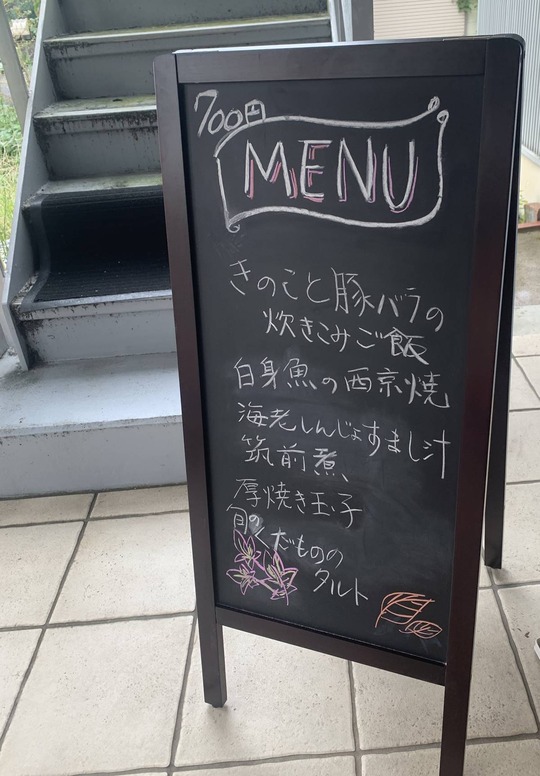 700円
MENU
きのこと豚バラの
炊きこみご飯
白身魚の西京焼
海老しんじょすまし汁
筑前煮
厚焼き玉子
旬の
くだものの
タルト